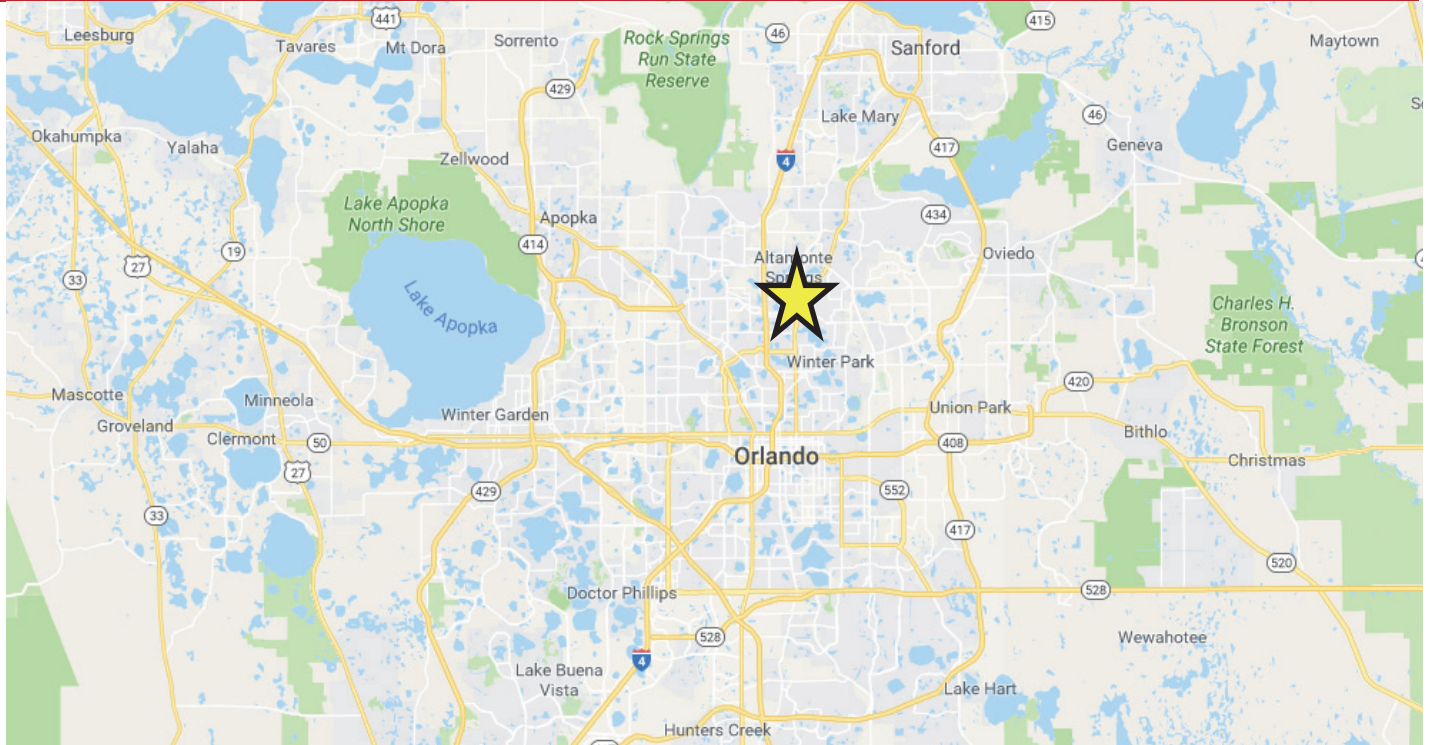 441
415
46
Leesburg
Tavares
Mt Dora
Sorrento
Rock Springs
Run State
Reserve
Sanford
Maytown
429
Lake Mary
46
Okahumpka
Yalaha
Zellwood
4
417
Geneva
Lake Apopka
North Shore
Apopka
434
414
19
27
33
Altamonte
Springs
Oviedo
Lake Apopka
Charles H.
Bronson
State Forest
Winter Park
Mascotte
Minneola
420
Groveland
Clermont
50
Winter Garden
Union Park
408
Bithlo
27
Orlando
Christmas
429
552
33
417
520
Doctor Phillips
528
528
Wewahotee
4
Lake Buena
Vista
Lake Hart
Hunters Creek